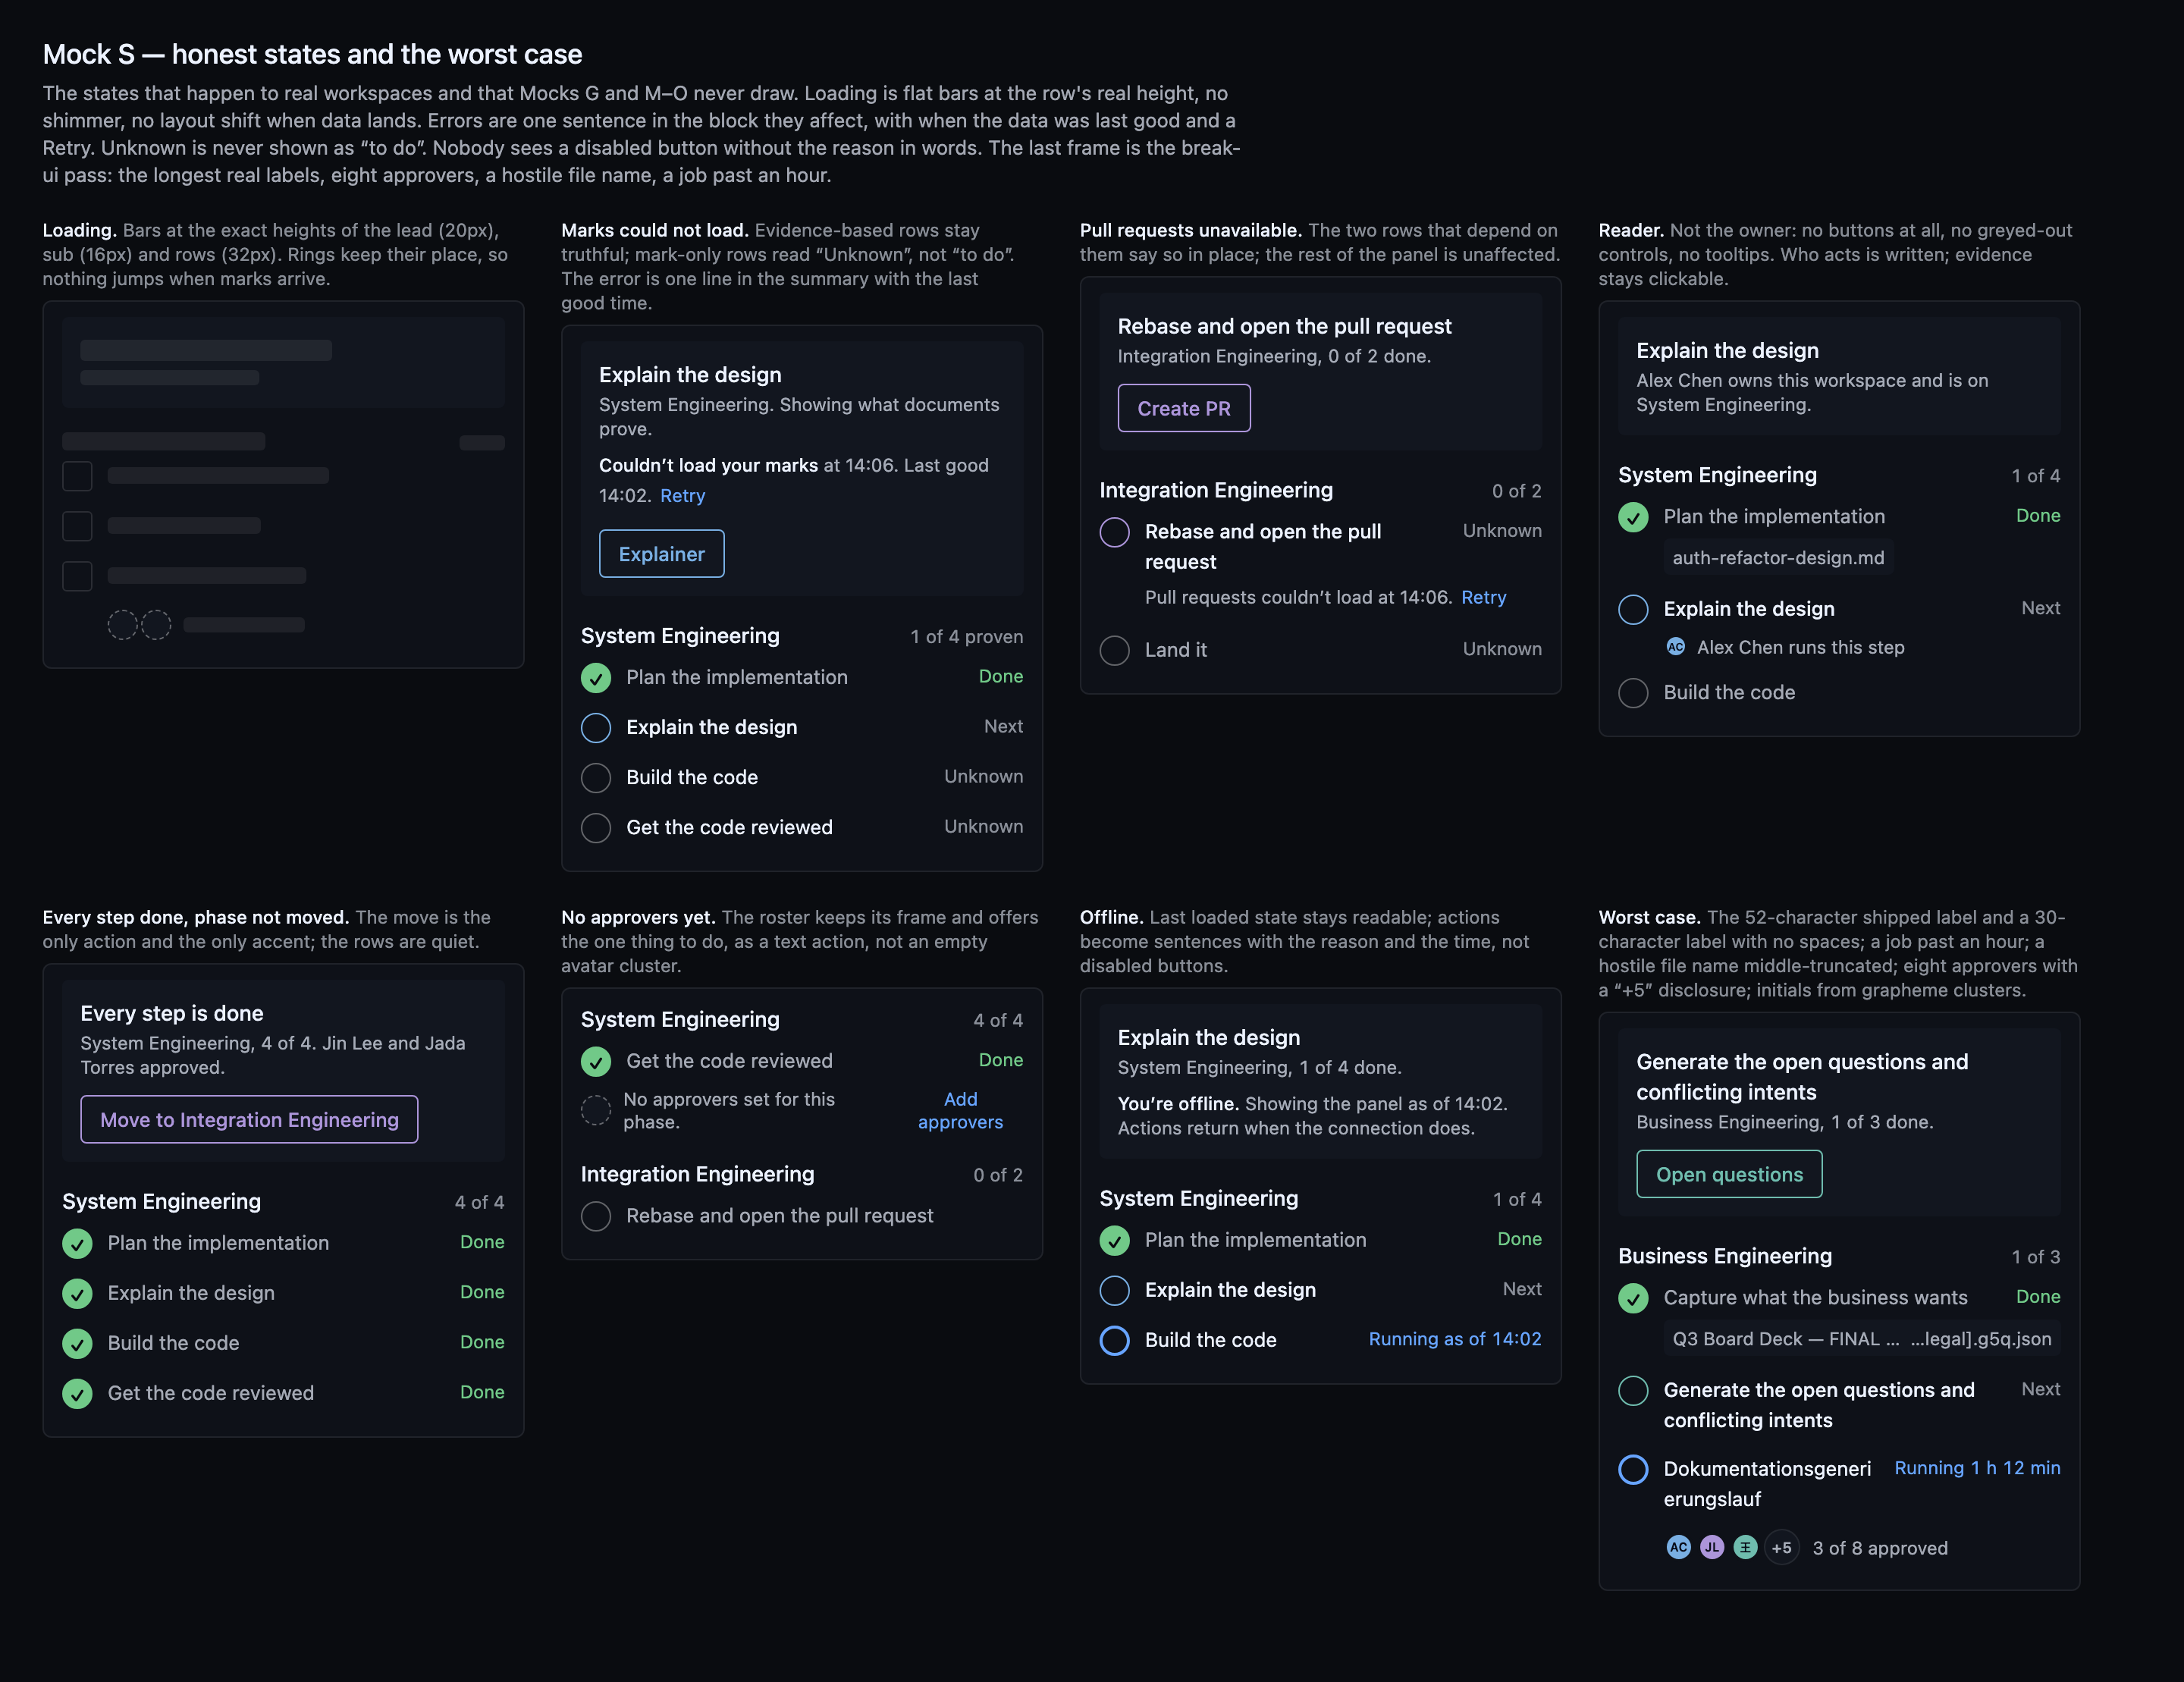 Mock S — honest states and the worst case
The states that happen to real workspaces and that Mocks G and M–O never draw. Loading is flat bars at the row's real height, no
shimmer, no layout shift when data lands. Errors are one sentence in the block they affect, with when the data was last good and a
Retry. Unknown is never shown as “to do”. Nobody sees a disabled button without the reason in words. The last frame is the break-
ui pass: the longest real labels, eight approvers, a hostile file name, a job past an hour.
Loading. Bars at the exact heights of the lead (20px),
sub (16px) and rows (32px). Rings keep their place, so
nothing jumps when marks arrive.
Marks could not load. Evidence-based rows stay
truthful; mark-only rows read “Unknown”, not “to do”.
The error is one line in the summary with the last
good time.
Explain the design
System Engineering. Showing what documents
prove.
Couldn’t load your marks at 14:06. Last good
14:02. Retry
Explainer
System Engineering 1 of 4 proven
Plan the implementation Done
Explain the design Next
Build the code Unknown
Get the code reviewed Unknown
Pull requests unavailable. The two rows that depend on
them say so in place; the rest of the panel is unaffected.
Rebase and open the pull request
Integration Engineering, 0 of 2 done.
Create PR
Integration Engineering 0 of 2
Rebase and open the pull Unknown
request
Pull requests couldn’t load at 14:06. Retry
Land it Unknown
Reader. Not the owner: no buttons at all, no greyed-out
controls, no tooltips. Who acts is written; evidence
stays clickable.
Explain the design
Alex Chen owns this workspace and is on
System Engineering.
System Engineering 1 of 4
Plan the implementation Done
auth-refactor-design.md
Explain the design Next
AC Alex Chen runs this step
Build the code
Every step done, phase not moved. The move is the
only action and the only accent; the rows are quiet.
Every step is done
System Engineering, 4 of 4. Jin Lee and Jada
Torres approved.
Move to Integration Engineering
System Engineering 4 of 4
Plan the implementation Done
Explain the design Done
Build the code Done
Get the code reviewed Done
No approvers yet. The roster keeps its frame and offers
the one thing to do, as a text action, not an empty
avatar cluster.
System Engineering 4 of 4
Get the code reviewed Done
No approvers set for this Add
phase. approvers
Integration Engineering 0 of 2
Rebase and open the pull request
Offline. Last loaded state stays readable; actions
become sentences with the reason and the time, not
disabled buttons.
Explain the design
System Engineering, 1 of 4 done.
You’re offline. Showing the panel as of 14:02.
Actions return when the connection does.
System Engineering 1 of 4
Plan the implementation Done
Explain the design Next
Build the code Running as of 14:02
Worst case. The 52-character shipped label and a 30-
character label with no spaces; a job past an hour; a
hostile file name middle-truncated; eight approvers with
a “+5” disclosure; initials from grapheme clusters.
Generate the open questions and
conflicting intents
Business Engineering, 1 of 3 done.
Open questions
Business Engineering 1 of 3
Capture what the business wants Done
Q3 Board Deck — FINAL ... ...legal].g5q.json
Generate the open questions and Next
conflicting intents
Dokumentationsgeneri Running 1 h 12 min
erungslauf
AC JL 王 +5 3 of 8 approved